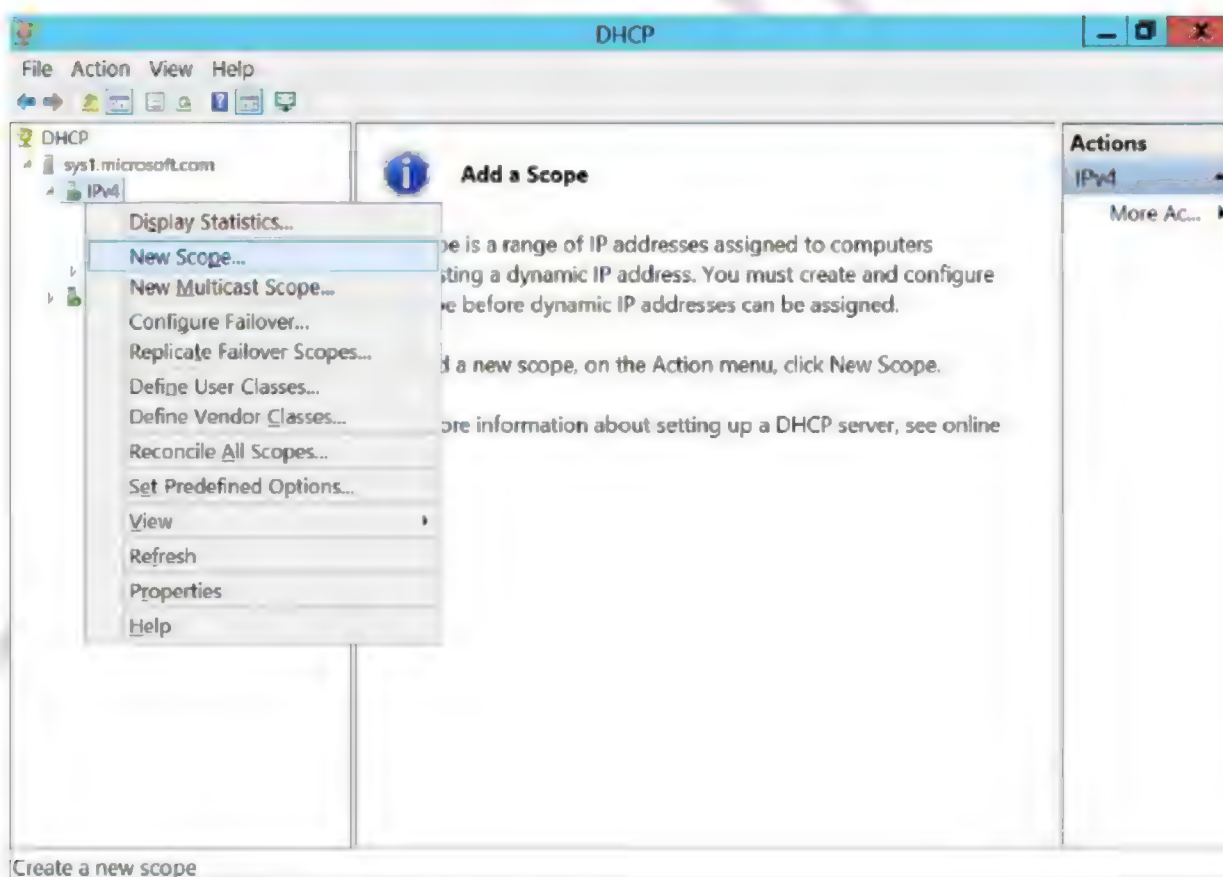 DHCP
File Action View Help
DHCP
sys1.microsoft.com
IPv4
Display Statistics...
New Scope...
New Multicast Scope...
Configure Failover...
Replicate Failover Scopes...
Define User Classes...
Define Vendor Classes...
Reconcile All Scopes...
Set Predefined Options...
View
Refresh
Properties
Help
Add a Scope
is a range of IP addresses assigned to computers
a dynamic IP address. You must create and configure
before dynamic IP addresses can be assigned.
a new scope, on the Action menu, click New Scope.
information about setting up a DHCP server, see online
Actions
IPv4
More Ac...
Create a new scope